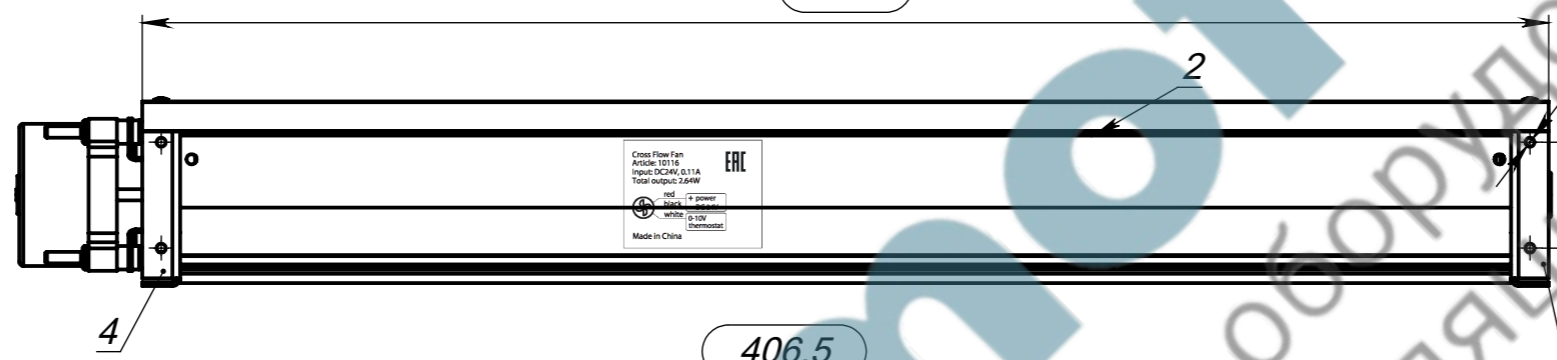 2
Cross Flow Fan
Article: 10116
Input: DC24V, 0.11A
Total output: 2.64W
EAC
red
black
white
+ power
0-10V
thermostat
Made in China
4
406.5